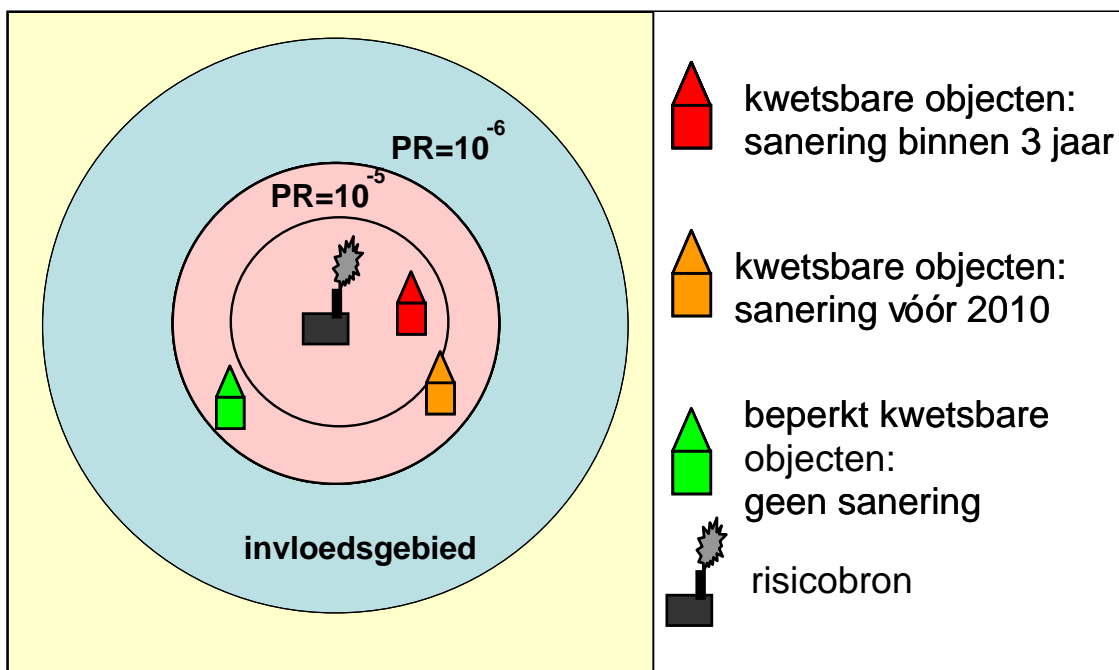 PR=10⁻⁶
PR=10⁻⁵
invloedsgebied
kwetsbare objecten:
sanering binnen 3 jaar
kwetsbare objecten:
sanering vóór 2010
beperkt kwetsbare
objecten:
geen sanering
risicobron